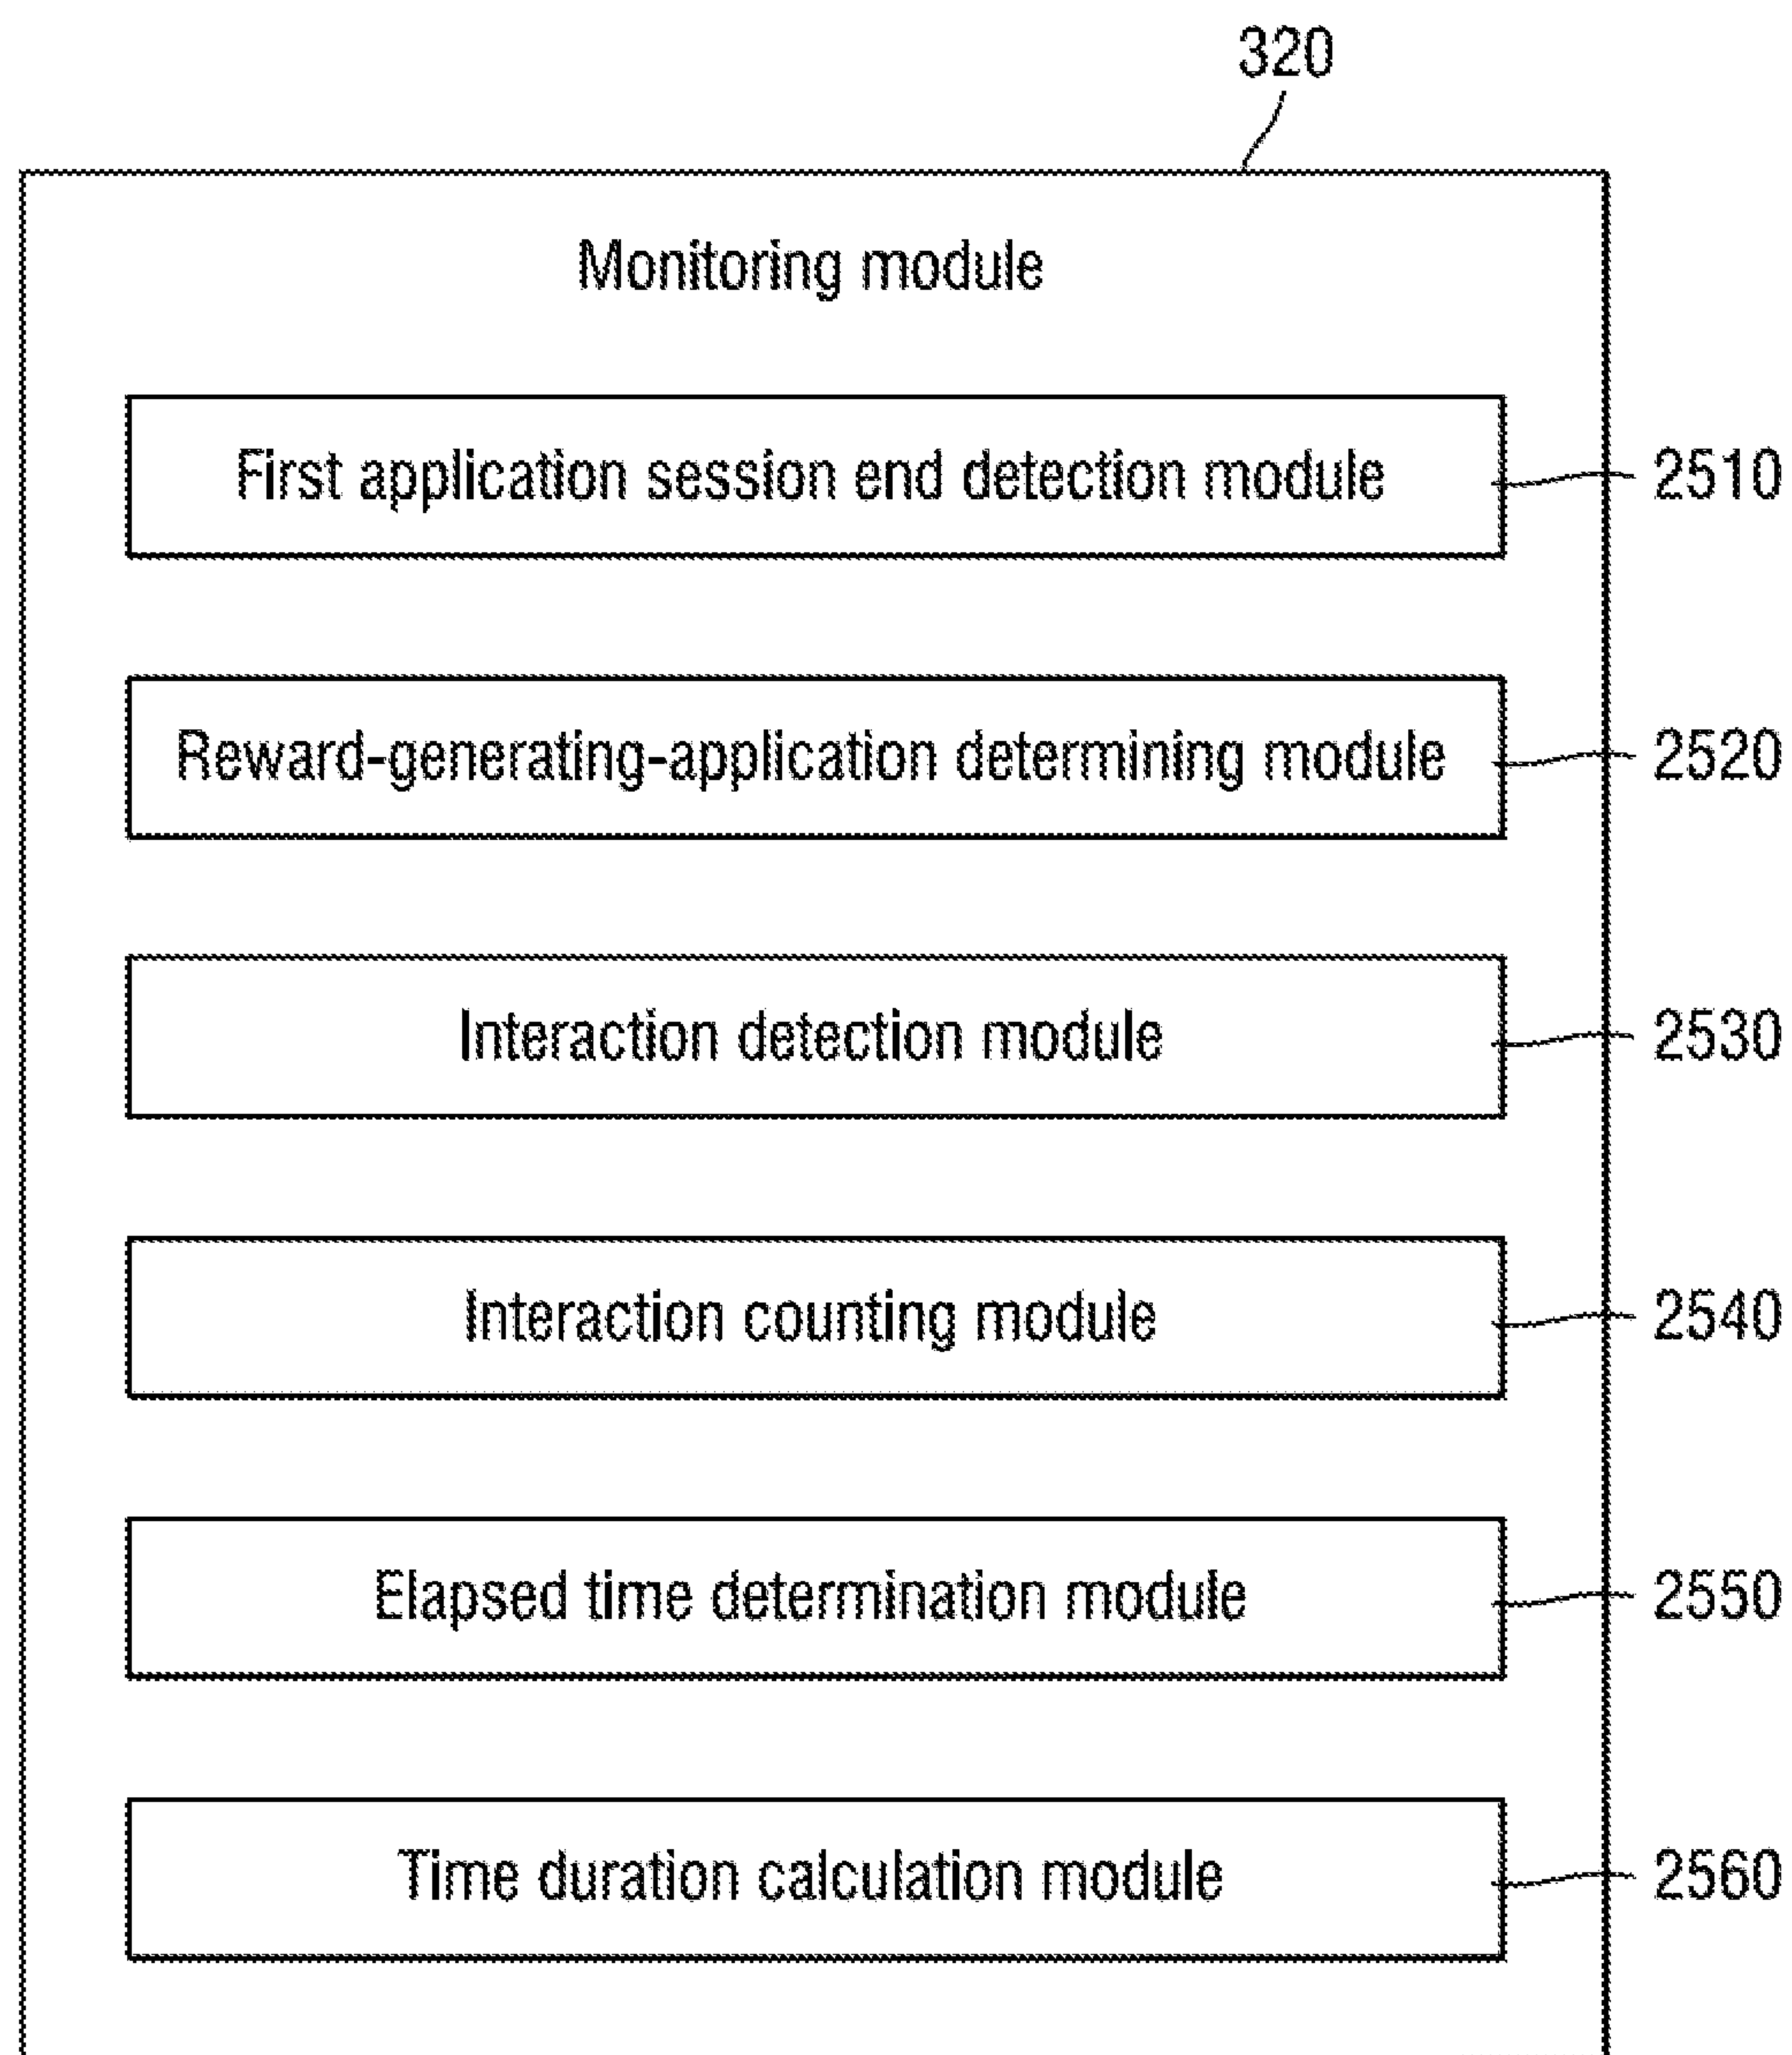 320
Monitoring module
First application session end detection module
2510
Reward-generating-application determining module
2520
Interaction detection module
2530
Interaction counting module
2540
Elapsed time determination module
2550
Time duration calculation module
2560